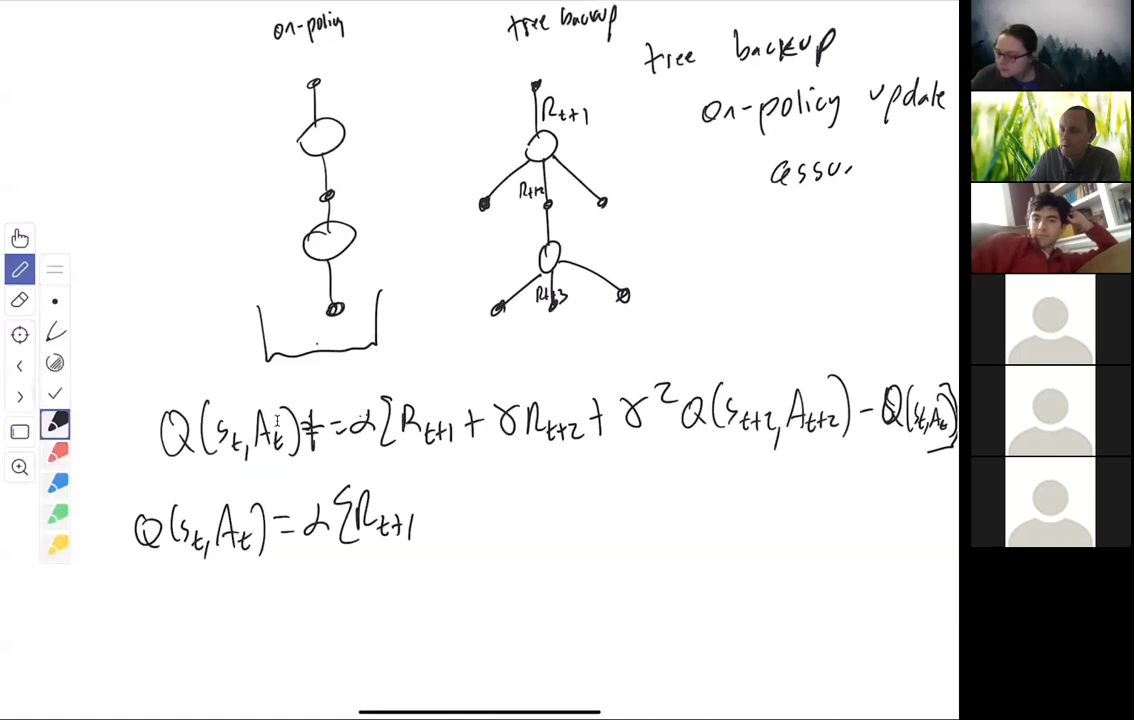 on-policy
tree backup
tree backup
on-policy update
assu
R_{t+1}
R_{t+2}
R_{t+3}
Q(s_t, A_t) += α[R_{t+1} + γR_{t+2} + γ^2 Q(s_{t+2}, A_{t+2}) - Q(s_t, A_t)]
Q(s_t, A_t) = α[R_{t+1}